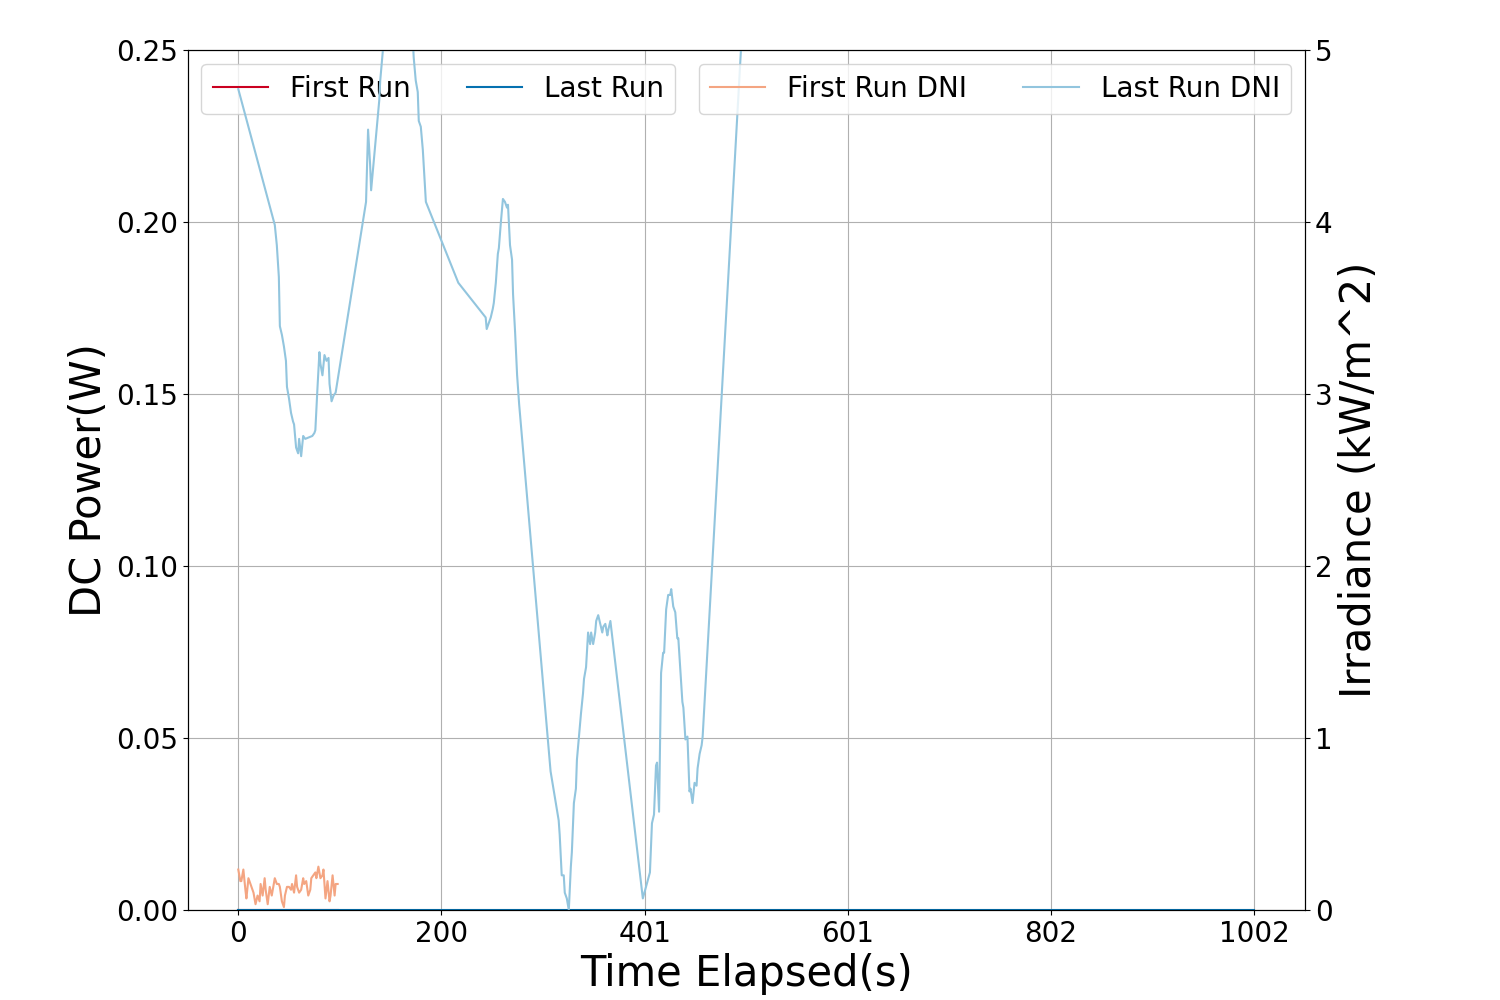 First Run
Last Run
First Run DNI
Last Run DNI
DC Power(W)
0.25
0.20
0.15
0.10
0.05
0.00
5
4
3
2
1
0
Irradiance (kW/m^2)
0 200 401 601 802 1002
Time Elapsed(s)